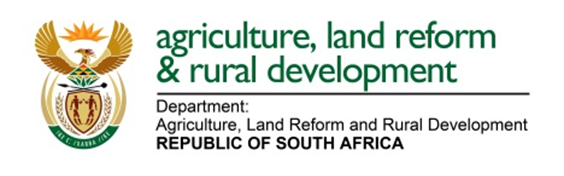 agriculture, land reform
& rural development
Department:
Agriculture, Land Reform and Rural Development
REPUBLIC OF SOUTH AFRICA